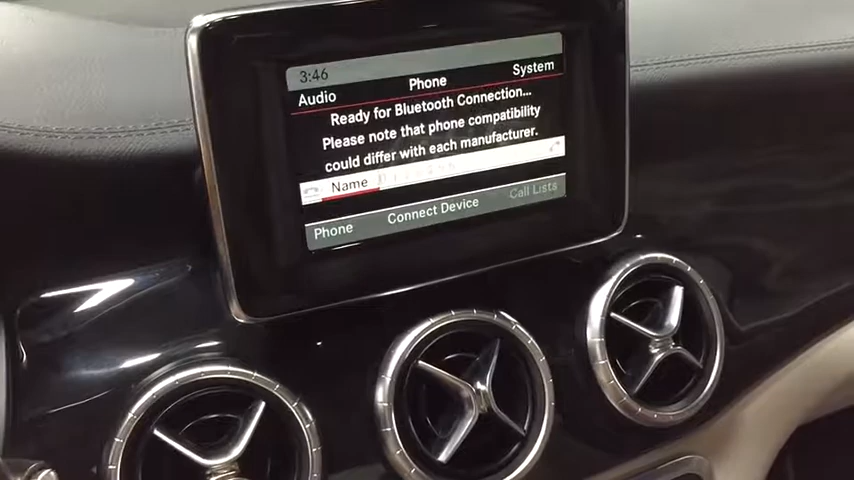 3:46
Audio Phone System
Ready for Bluetooth Connection...
Please note that phone compatibility
could differ with each manufacturer.
Name
Phone Connect Device Call Lists